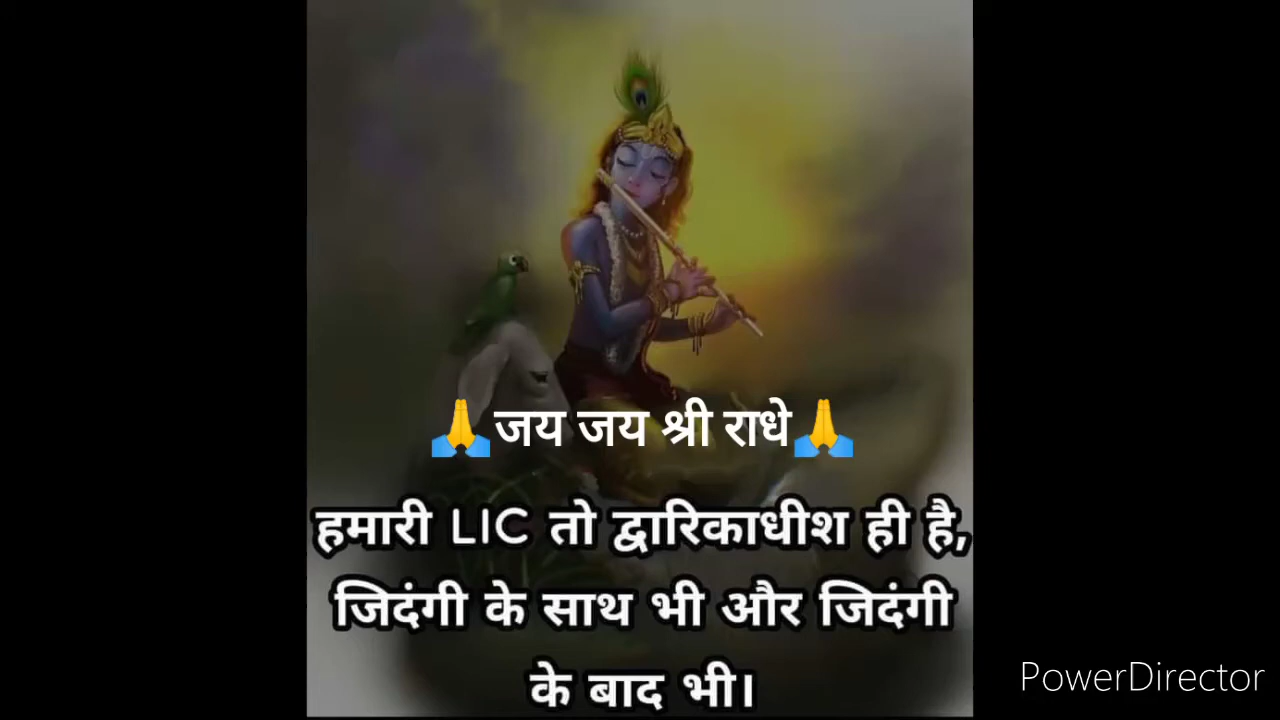 🙏जय जय श्री राधे🙏
हमारी LIC तो द्वारिकाधीश ही है,
जिदंगी के साथ भी और जिदंगी
के बाद भी।
PowerDirector